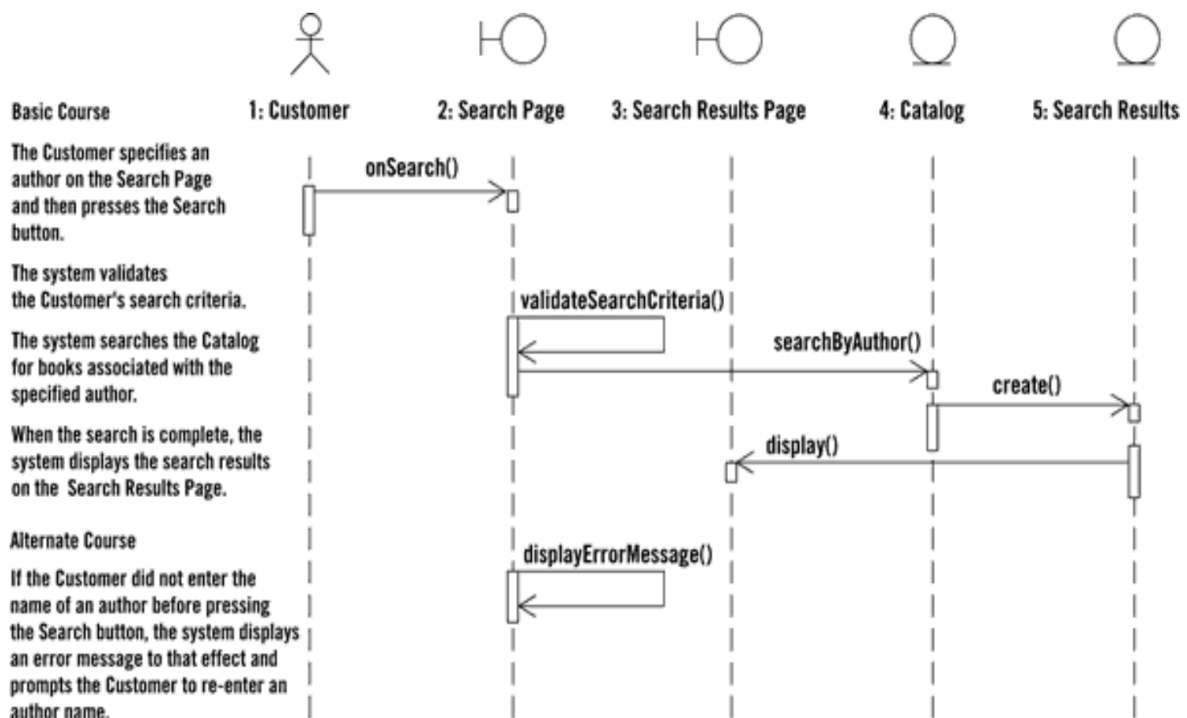 Basic Course
1: Customer
2: Search Page
3: Search Results Page
4: Catalog
5: Search Results
The Customer specifies an
author on the Search Page
and then presses the Search
button.
onSearch()
The system validates
the Customer's search criteria.
validateSearchCriteria()
The system searches the Catalog
for books associated with the
specified author.
searchByAuthor()
create()
When the search is complete, the
system displays the search results
on the Search Results Page.
display()
Alternate Course
displayErrorMessage()
If the Customer did not enter the
name of an author before pressing
the Search button, the system displays
an error message to that effect and
prompts the Customer to re-enter an
author name.